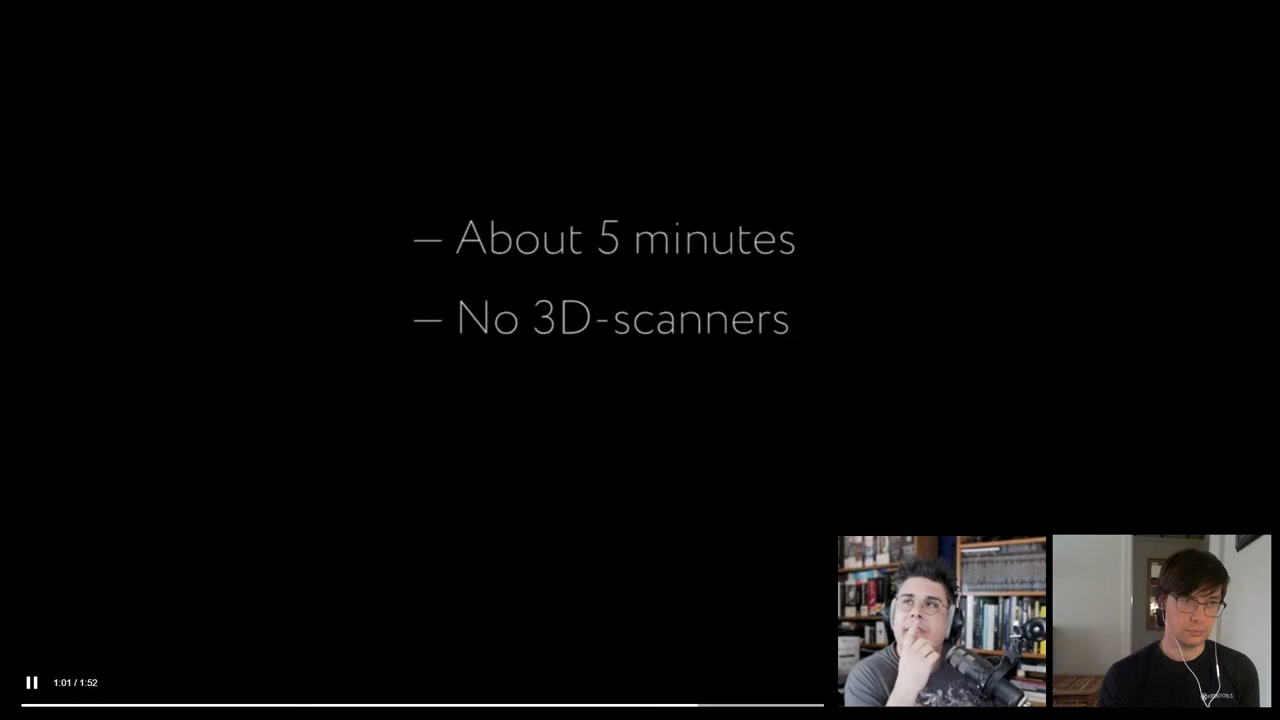 — About 5 minutes
— No 3D-scanners
1:01 / 1:52